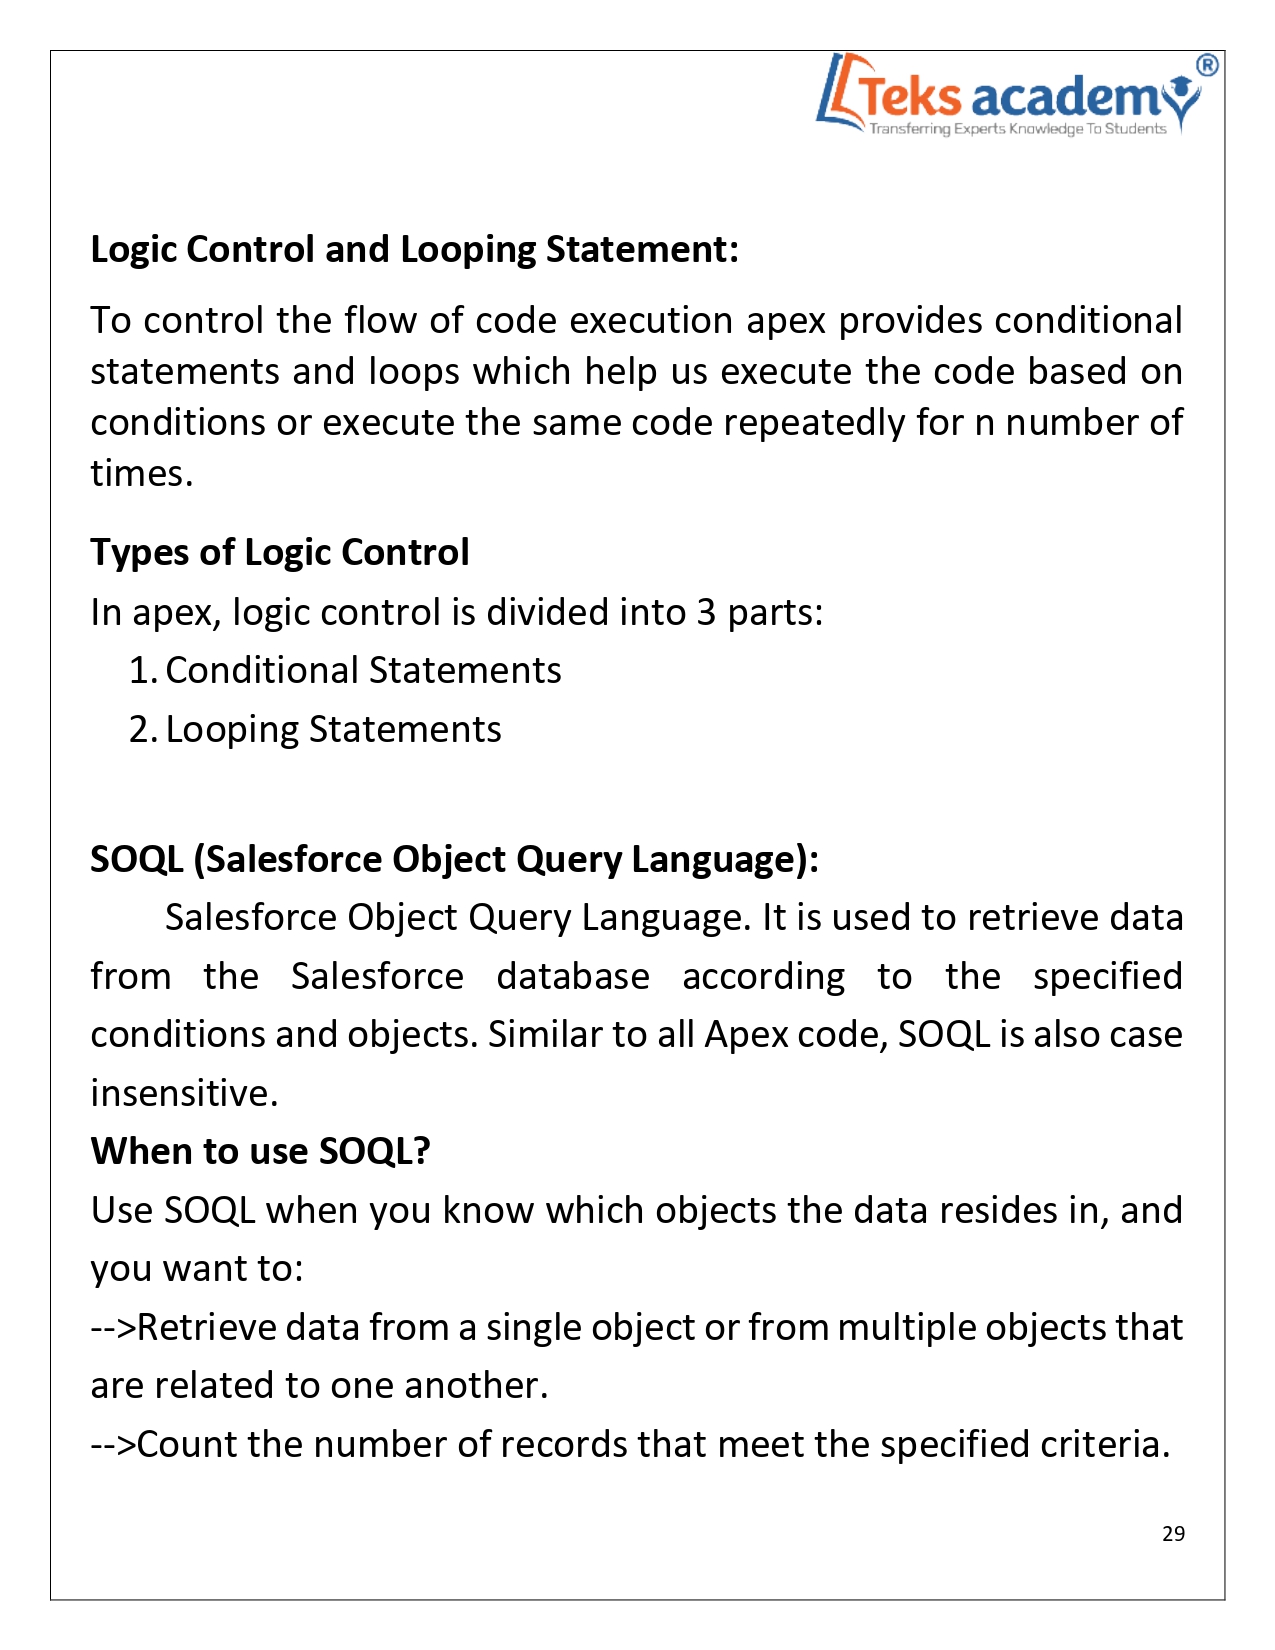 Teks academy ®
Transferring Experts Knowledge To Students
Logic Control and Looping Statement:
To control the flow of code execution apex provides conditional
statements and loops which help us execute the code based on
conditions or execute the same code repeatedly for n number of
times.
Types of Logic Control
In apex, logic control is divided into 3 parts:
1. Conditional Statements
2. Looping Statements
SOQL (Salesforce Object Query Language):
Salesforce Object Query Language. It is used to retrieve data
from the Salesforce database according to the specified
conditions and objects. Similar to all Apex code, SOQL is also case
insensitive.
When to use SOQL?
Use SOQL when you know which objects the data resides in, and
you want to:
-->Retrieve data from a single object or from multiple objects that
are related to one another.
-->Count the number of records that meet the specified criteria.
29